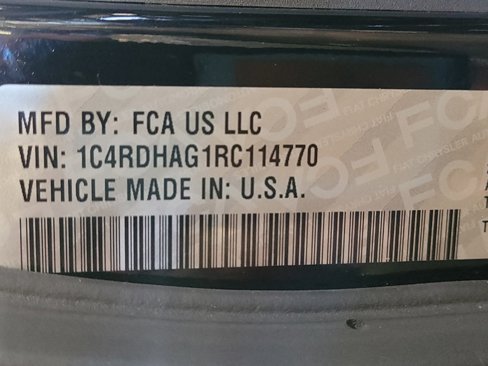 MFD BY: FCA US LLC
VIN: 1C4RDHAG1RC114770
VEHICLE MADE IN: U.S.A.